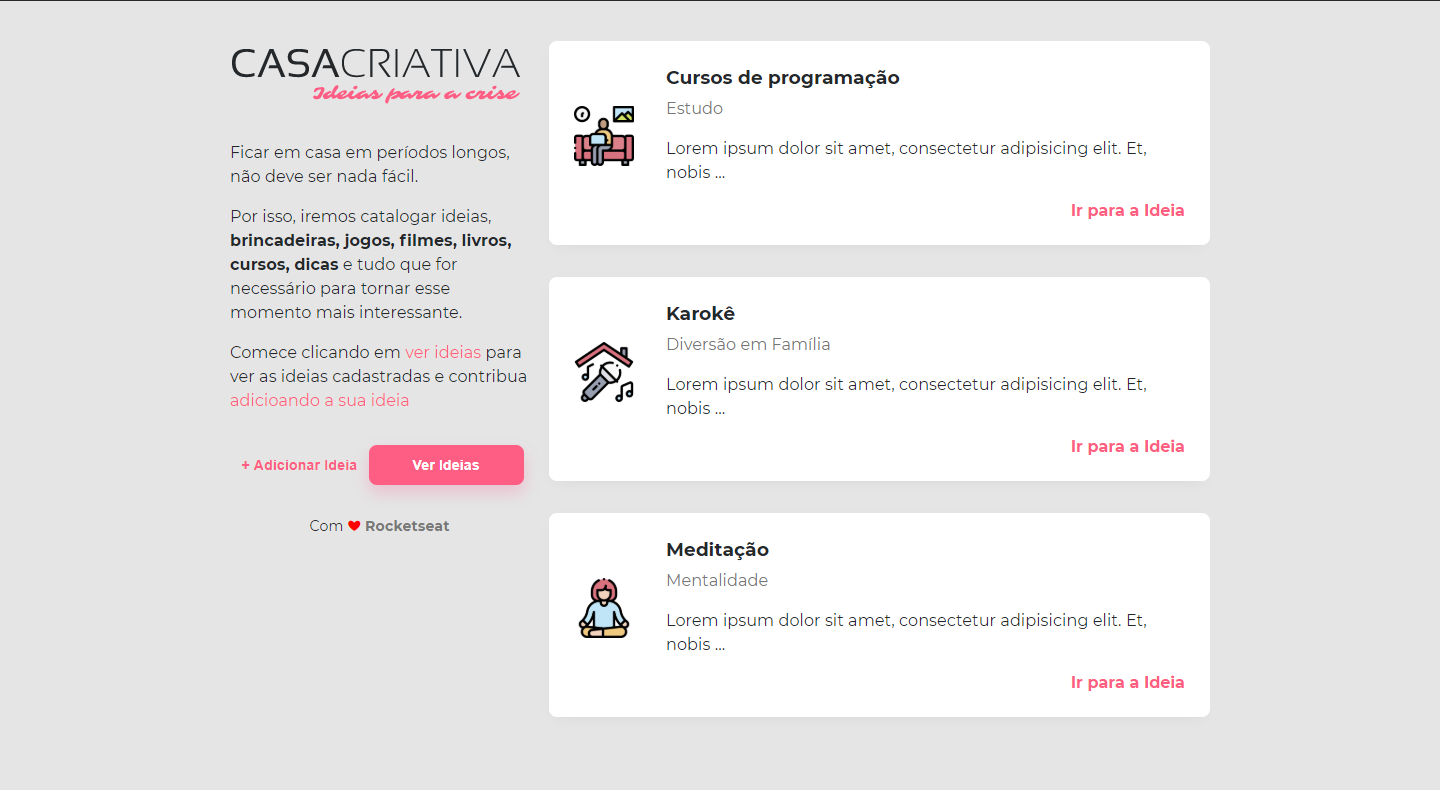 CASACRIATIVA
Ideias para a crise
Ficar em casa em períodos longos,
não deve ser nada fácil.
Por isso, iremos catalogar ideias,
brincadeiras, jogos, filmes, livros,
cursos, dicas e tudo que for
necessário para tornar esse
momento mais interessante.
Comece clicando em ver ideias para
ver as ideias cadastradas e contribua
adicioando a sua ideia
+ Adicionar Ideia
Ver Ideias
Com ❤ Rocketseat
Cursos de programação
Estudo
Lorem ipsum dolor sit amet, consectetur adipisicing elit. Et,
nobis ...
Ir para a Ideia
Karokê
Diversão em Família
Lorem ipsum dolor sit amet, consectetur adipisicing elit. Et,
nobis ...
Ir para a Ideia
Meditação
Mentalidade
Lorem ipsum dolor sit amet, consectetur adipisicing elit. Et,
nobis ...
Ir para a Ideia